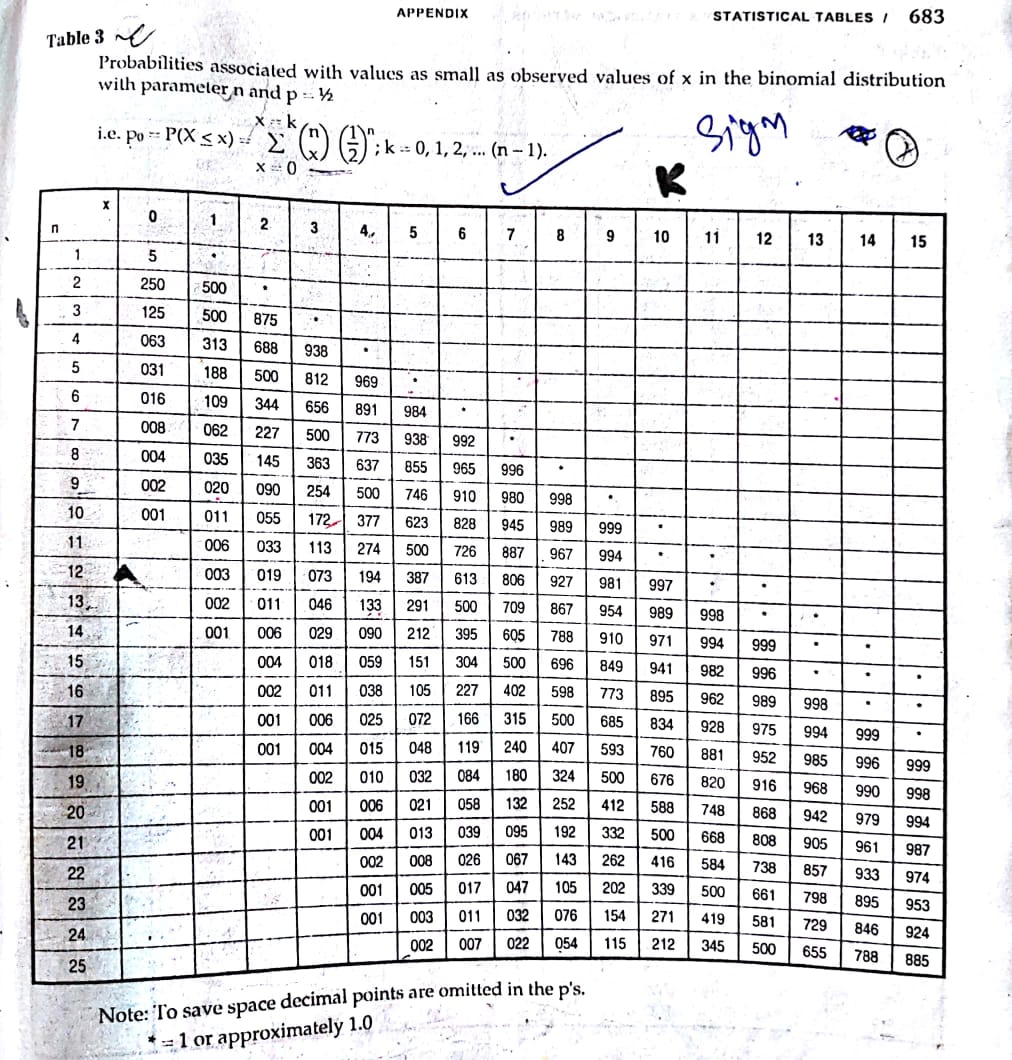 APPENDIX STATISTICAL TABLES / 683
Table 3
Probabilities associated with values as small as observed values of x in the binomial distribution
with parameter n and p = ½
i.e. p₀ = P(X ≤ x) = Σ (n x) (1/2)ⁿ ; k = 0, 1, 2, ... (n – 1).
x = k
x = 0
Sign
K
n x 0 1 2 3 4 5 6 7 8 9 10 11 12 13 14 15
1 5 *
2 250 500 *
3 125 500 875 *
4 063 313 688 938 *
5 031 188 500 812 969 *
6 016 109 344 656 891 984 *
7 008 062 227 500 773 938 992 *
8 004 035 145 363 637 855 965 996 *
9 002 020 090 254 500 746 910 980 998 *
10 001 011 055 172 377 623 828 945 989 999 *
11 006 033 113 274 500 726 887 967 994 * *
12 003 019 073 194 387 613 806 927 981 997 * *
13 002 011 046 133 291 500 709 867 954 989 998 * *
14 001 006 029 090 212 395 605 788 910 971 994 999 * *
15 004 018 059 151 304 500 696 849 941 982 996 * * *
16 002 011 038 105 227 402 598 773 895 962 989 998 * *
17 001 006 025 072 166 315 500 685 834 928 975 994 999 *
18 001 004 015 048 119 240 407 593 760 881 952 985 996 999
19 002 010 032 084 180 324 500 676 820 916 968 990 998
20 001 006 021 058 132 252 412 588 748 868 942 979 994
21 001 004 013 039 095 192 332 500 668 808 905 961 987
22 002 008 026 067 143 262 416 584 738 857 933 974
23 001 005 017 047 105 202 339 500 661 798 895 953
24 001 003 011 032 076 154 271 419 581 729 846 924
25 002 007 022 054 115 212 345 500 655 788 885
Note: To save space decimal points are omitted in the p's.
* = 1 or approximately 1.0